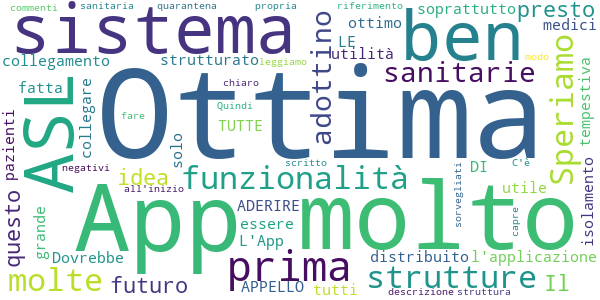 commenti sanitaria quarantena propria riferimento
sistema
ottimo soprattutto presto
LE ben medici
collegamento strutturato utilità
leggiamo sanitarie modo
fatta chiaro
Ottima
ASL collegare Quindi adottino
fare TUTTE solo
Speriamo tempestiva
pazienti negativi idea scritto C'è
funzionalità DI
all'inizio utile
App molto
questo grande ADERIRE sorvegliati capre isolamento
essere
L'App
Dovrebbe prima distribuito l'applicazione
molte futuro APPELLO tutti strutture Il
descrizione struttura